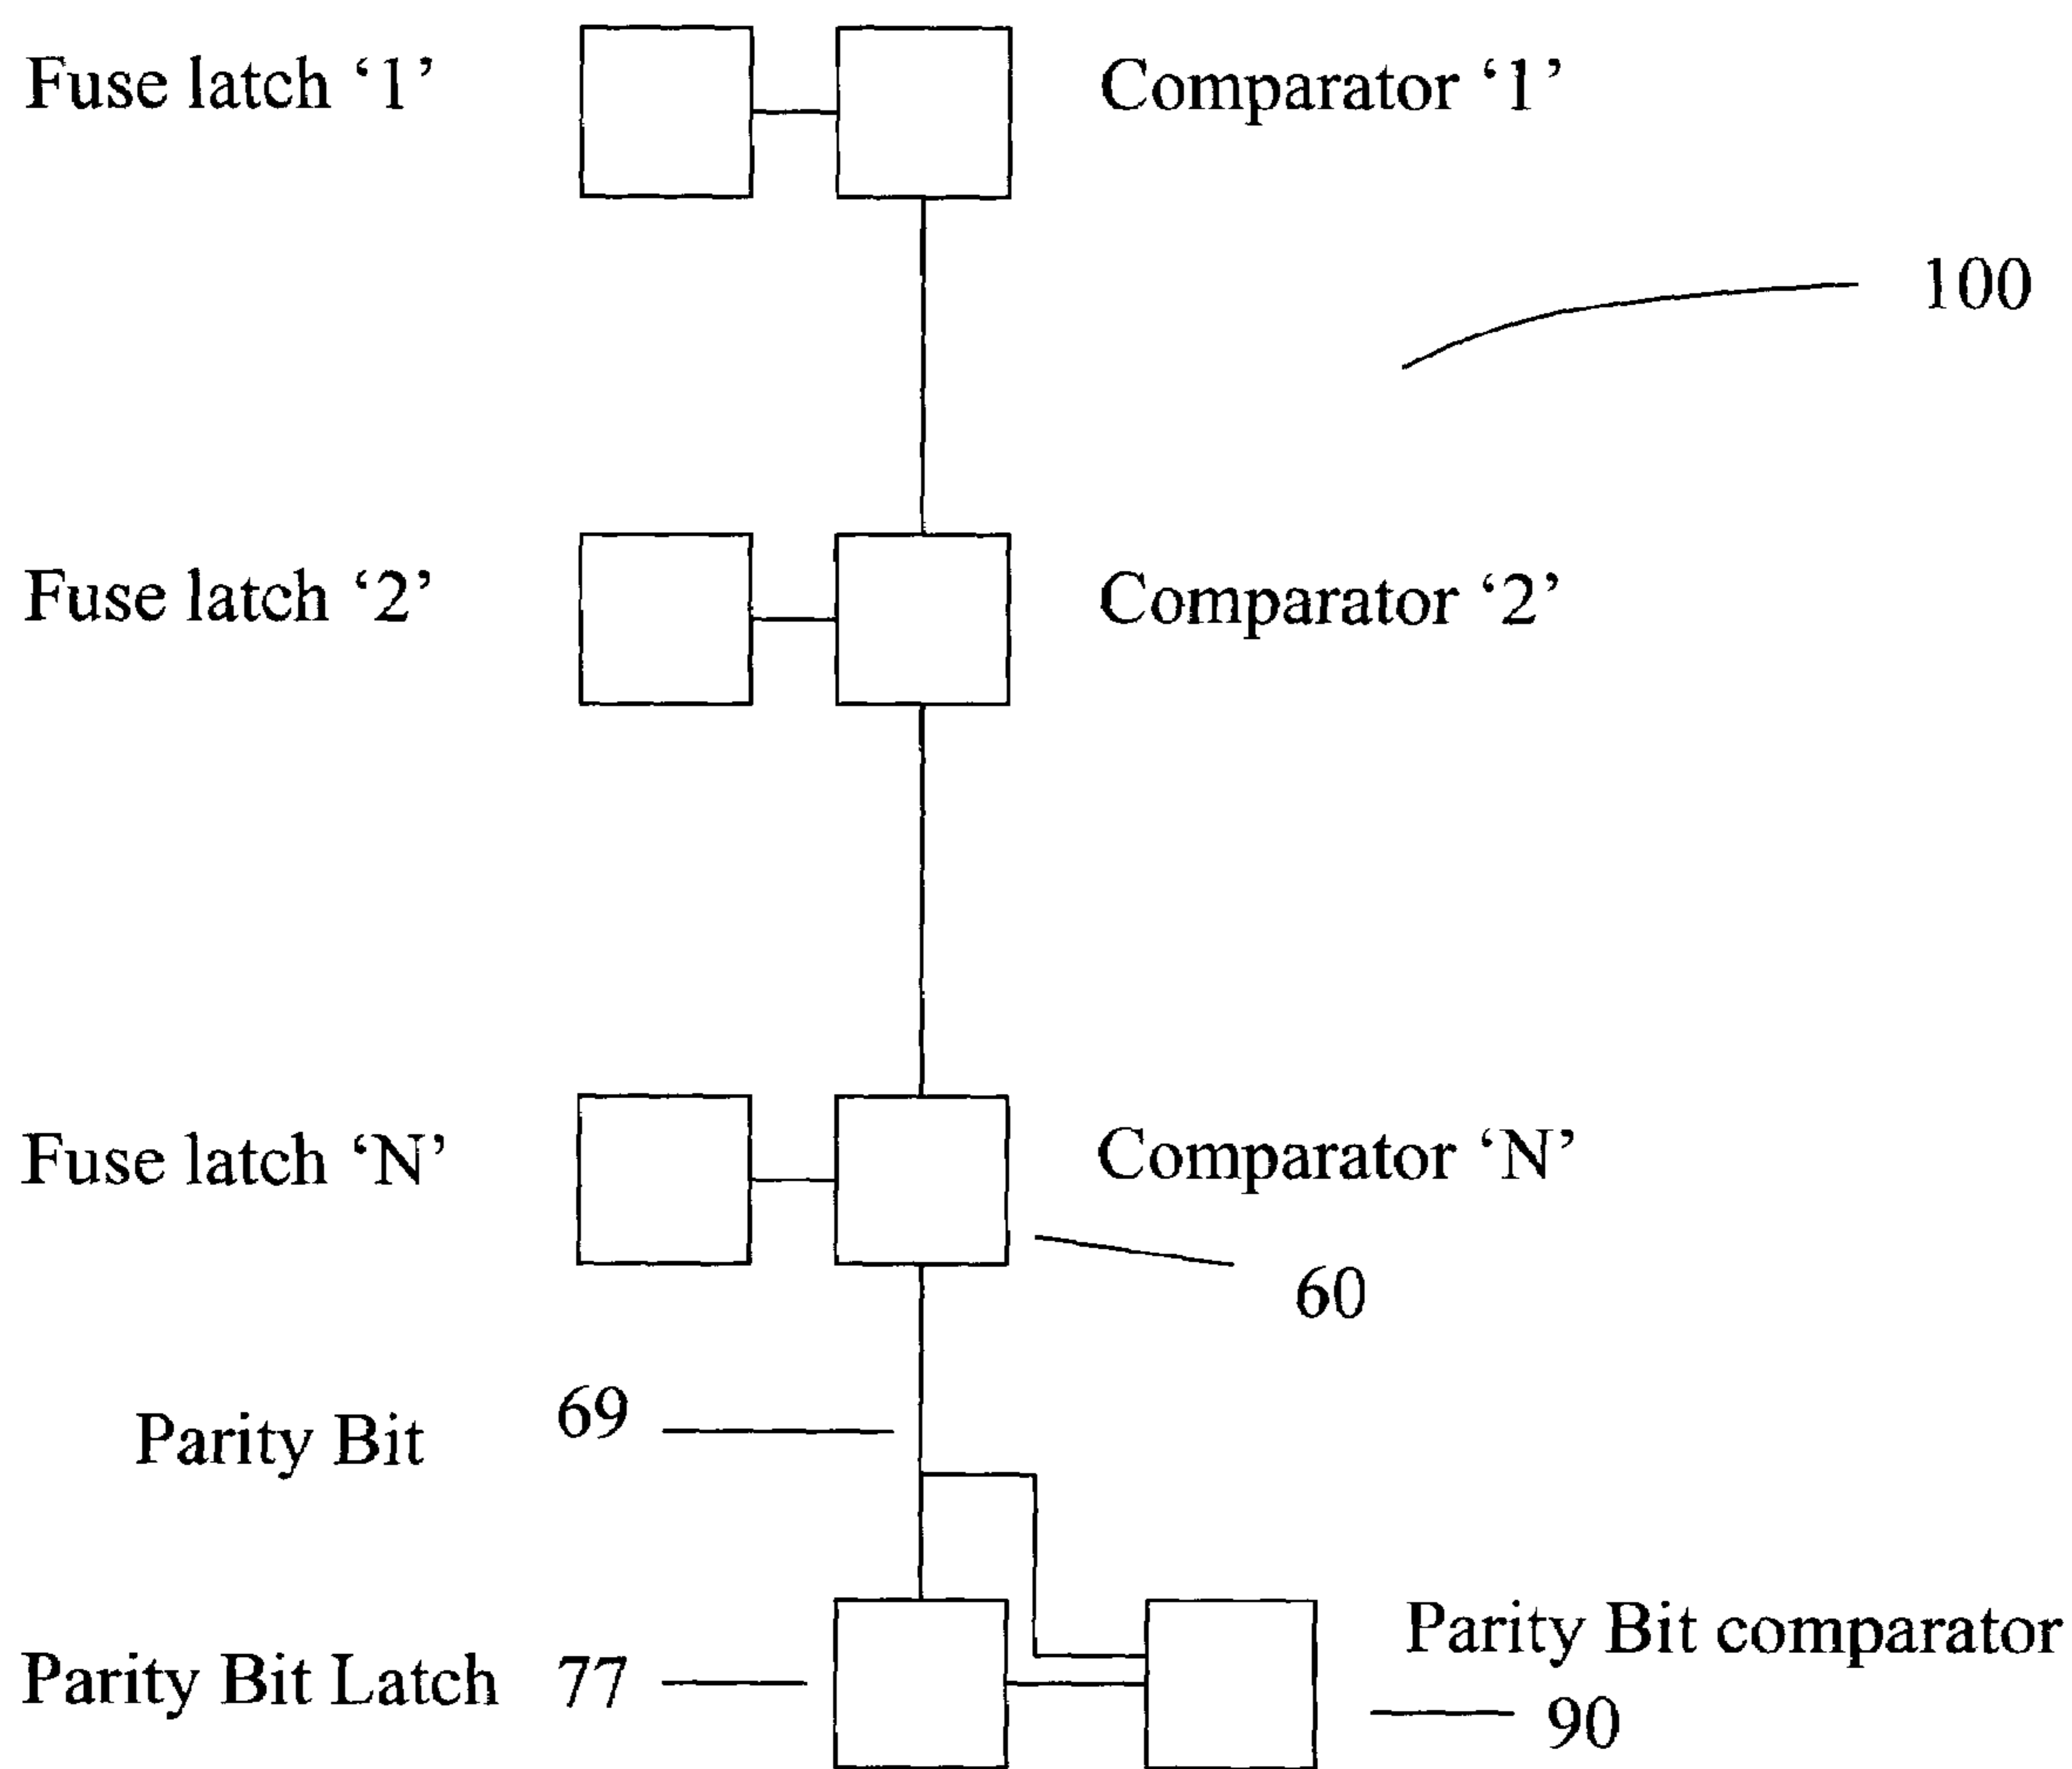 Fuse latch ‘1’
Comparator ‘1’
100
Fuse latch ‘2’
Comparator ‘2’
Fuse latch ‘N’
Comparator ‘N’
60
Parity Bit
69
Parity Bit Latch
77
Parity Bit comparator
90